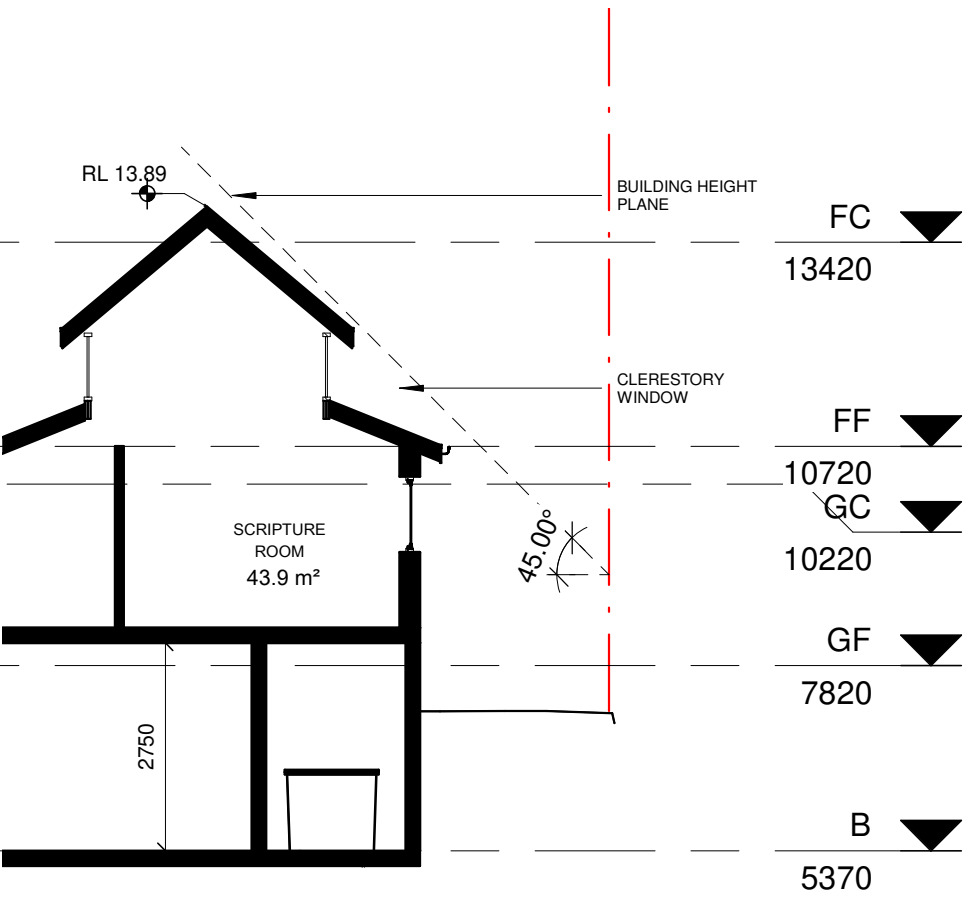 RL 13.89
BUILDING HEIGHT
PLANE
FC
13420
CLERESTORY
WINDOW
FF
10720
GC
10220
SCRIPTURE
ROOM
43.9 m²
45.00°
GF
7820
2750
B
5370